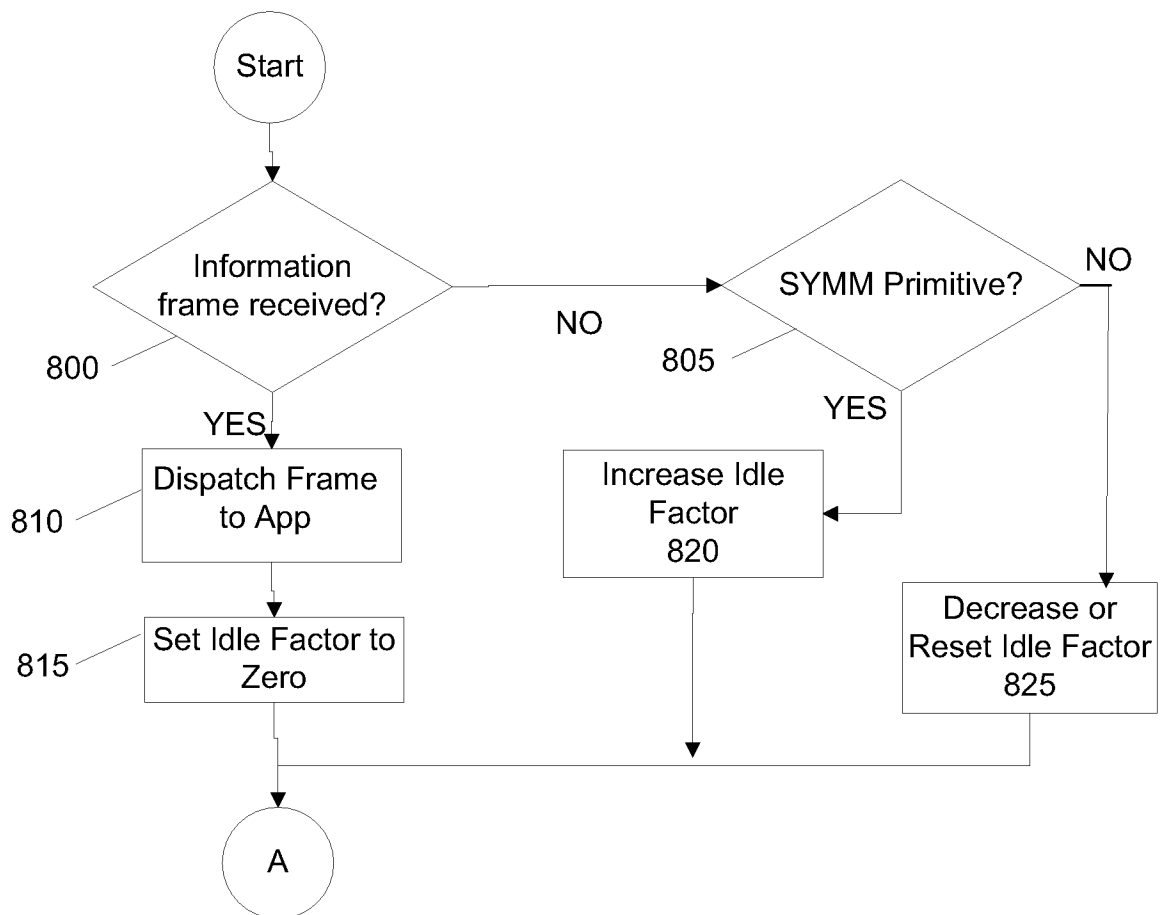 Start
Information
frame received?
800
NO
SYMM Primitive?
805
NO
YES
YES
Dispatch Frame
to App
810
Increase Idle
Factor
820
Set Idle Factor to
Zero
815
Decrease or
Reset Idle Factor
825
A